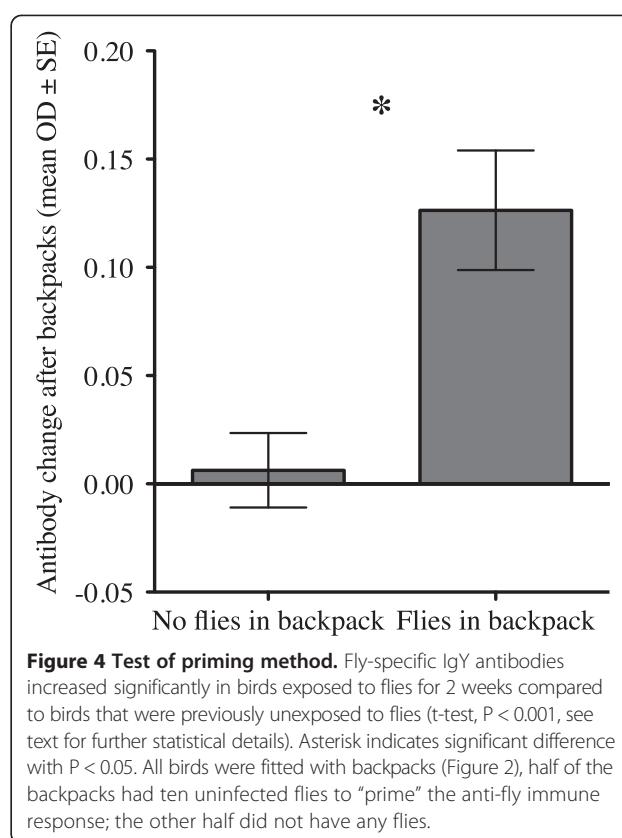 Antibody change after backpacks (mean OD ± SE)
0.20
0.15
0.10
0.05
0.00
-0.05
*
No flies in backpack Flies in backpack
Figure 4 Test of priming method. Fly-specific IgY antibodies
increased significantly in birds exposed to flies for 2 weeks compared
to birds that were previously unexposed to flies (t-test, P < 0.001, see
text for further statistical details). Asterisk indicates significant difference
with P < 0.05. All birds were fitted with backpacks (Figure 2), half of the
backpacks had ten uninfected flies to “prime” the anti-fly immune
response; the other half did not have any flies.